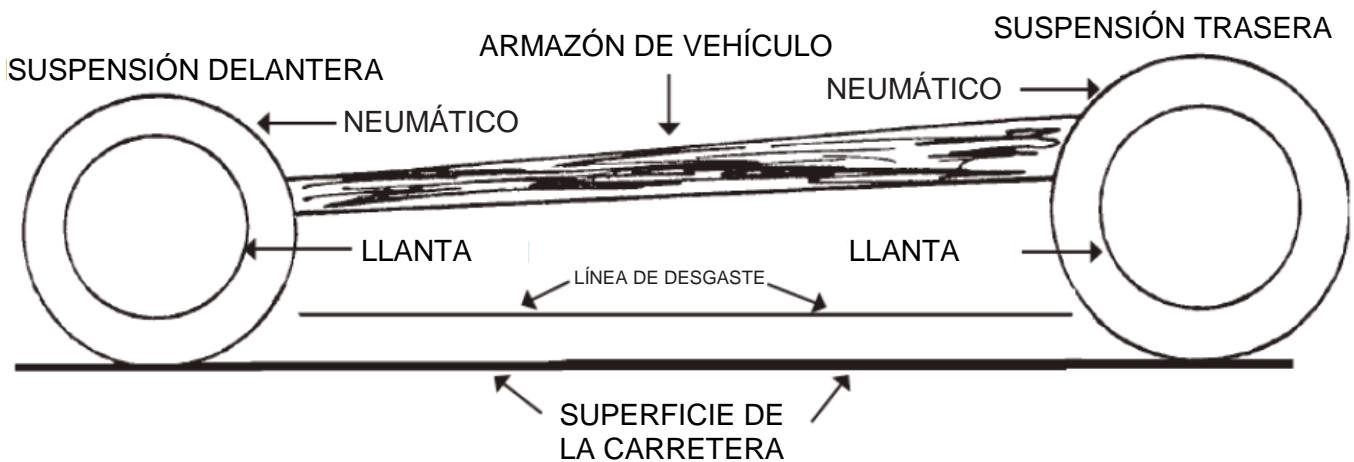 SUSPENSIÓN TRASERA
ARMAZÓN DE VEHÍCULO
SUSPENSIÓN DELANTERA
NEUMÁTICO
NEUMÁTICO
LLANTA
LLANTA
LÍNEA DE DESGASTE
SUPERFICIE DE
LA CARRETERA